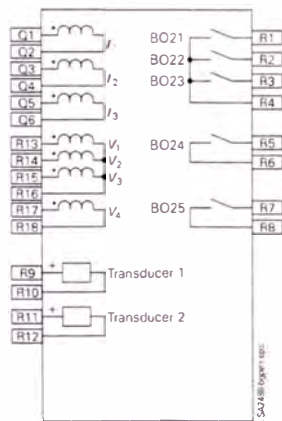 Q1
I
BO21
R1
Q2
BO22
R2
Q3
I2
BO23
R3
Q4
R4
Q5
I3
Q6
R13
V1
BO24
R5
R14
V2
R6
R15
V3
R16
R17
V4
BO25
R7
R18
R8
R9
+
Transducer 1
R10
R11
+
Transducer 2
R12